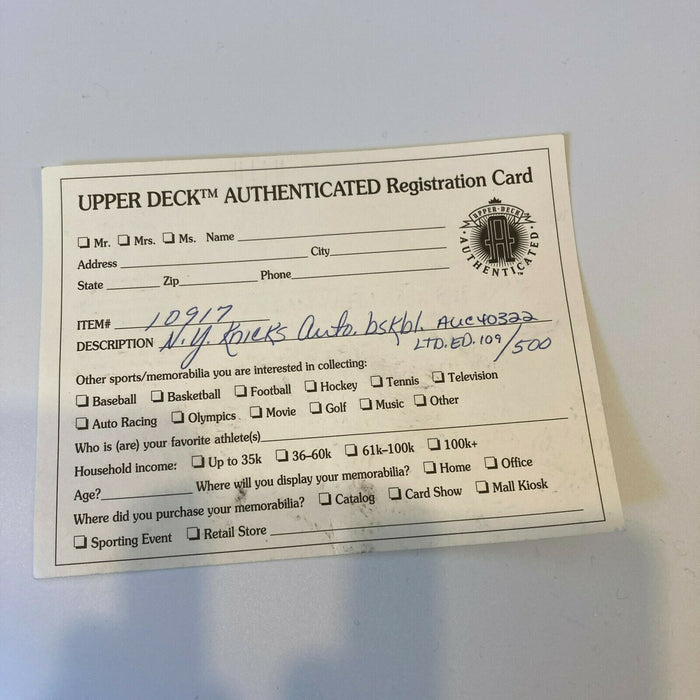 UPPER DECK™ AUTHENTICATED Registration Card
UPPER DECK
AUTHENTICATED
☐ Mr. ☐ Mrs. ☐ Ms. Name
Address City
State Zip Phone
ITEM# 10917
DESCRIPTION N.Y. Knicks Auto. bskbl. AUC40322
LTD. ED. 109/500
Other sports/memorabilia you are interested in collecting:
☐ Baseball ☐ Basketball ☐ Football ☐ Hockey ☐ Tennis ☐ Television
☐ Auto Racing ☐ Olympics ☐ Movie ☐ Golf ☐ Music ☐ Other
Who is (are) your favorite athlete(s)
Household income: ☐ Up to 35k ☐ 36–60k ☐ 61k–100k ☐ 100k+
Age? Where will you display your memorabilia? ☐ Home ☐ Office
Where did you purchase your memorabilia? ☐ Catalog ☐ Card Show ☐ Mall Kiosk
☐ Sporting Event ☐ Retail Store